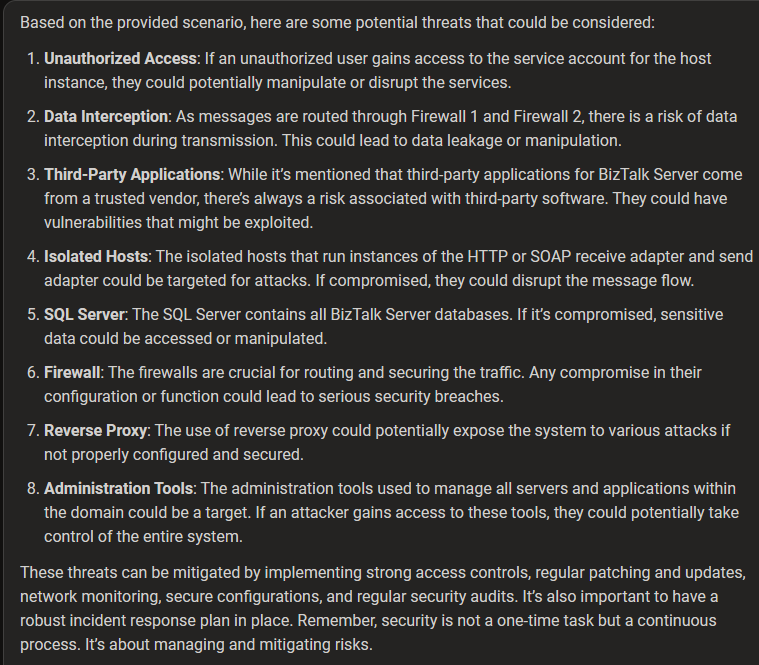 Based on the provided scenario, here are some potential threats that could be considered:
1. Unauthorized Access: If an unauthorized user gains access to the service account for the host
instance, they could potentially manipulate or disrupt the services.
2. Data Interception: As messages are routed through Firewall 1 and Firewall 2, there is a risk of data
interception during transmission. This could lead to data leakage or manipulation.
3. Third-Party Applications: While it’s mentioned that third-party applications for BizTalk Server come
from a trusted vendor, there’s always a risk associated with third-party software. They could have
vulnerabilities that might be exploited.
4. Isolated Hosts: The isolated hosts that run instances of the HTTP or SOAP receive adapter and send
adapter could be targeted for attacks. If compromised, they could disrupt the message flow.
5. SQL Server: The SQL Server contains all BizTalk Server databases. If it’s compromised, sensitive
data could be accessed or manipulated.
6. Firewall: The firewalls are crucial for routing and securing the traffic. Any compromise in their
configuration or function could lead to serious security breaches.
7. Reverse Proxy: The use of reverse proxy could potentially expose the system to various attacks if
not properly configured and secured.
8. Administration Tools: The administration tools used to manage all servers and applications within
the domain could be a target. If an attacker gains access to these tools, they could potentially take
control of the entire system.
These threats can be mitigated by implementing strong access controls, regular patching and updates,
network monitoring, secure configurations, and regular security audits. It’s also important to have a
robust incident response plan in place. Remember, security is not a one-time task but a continuous
process. It’s about managing and mitigating risks.